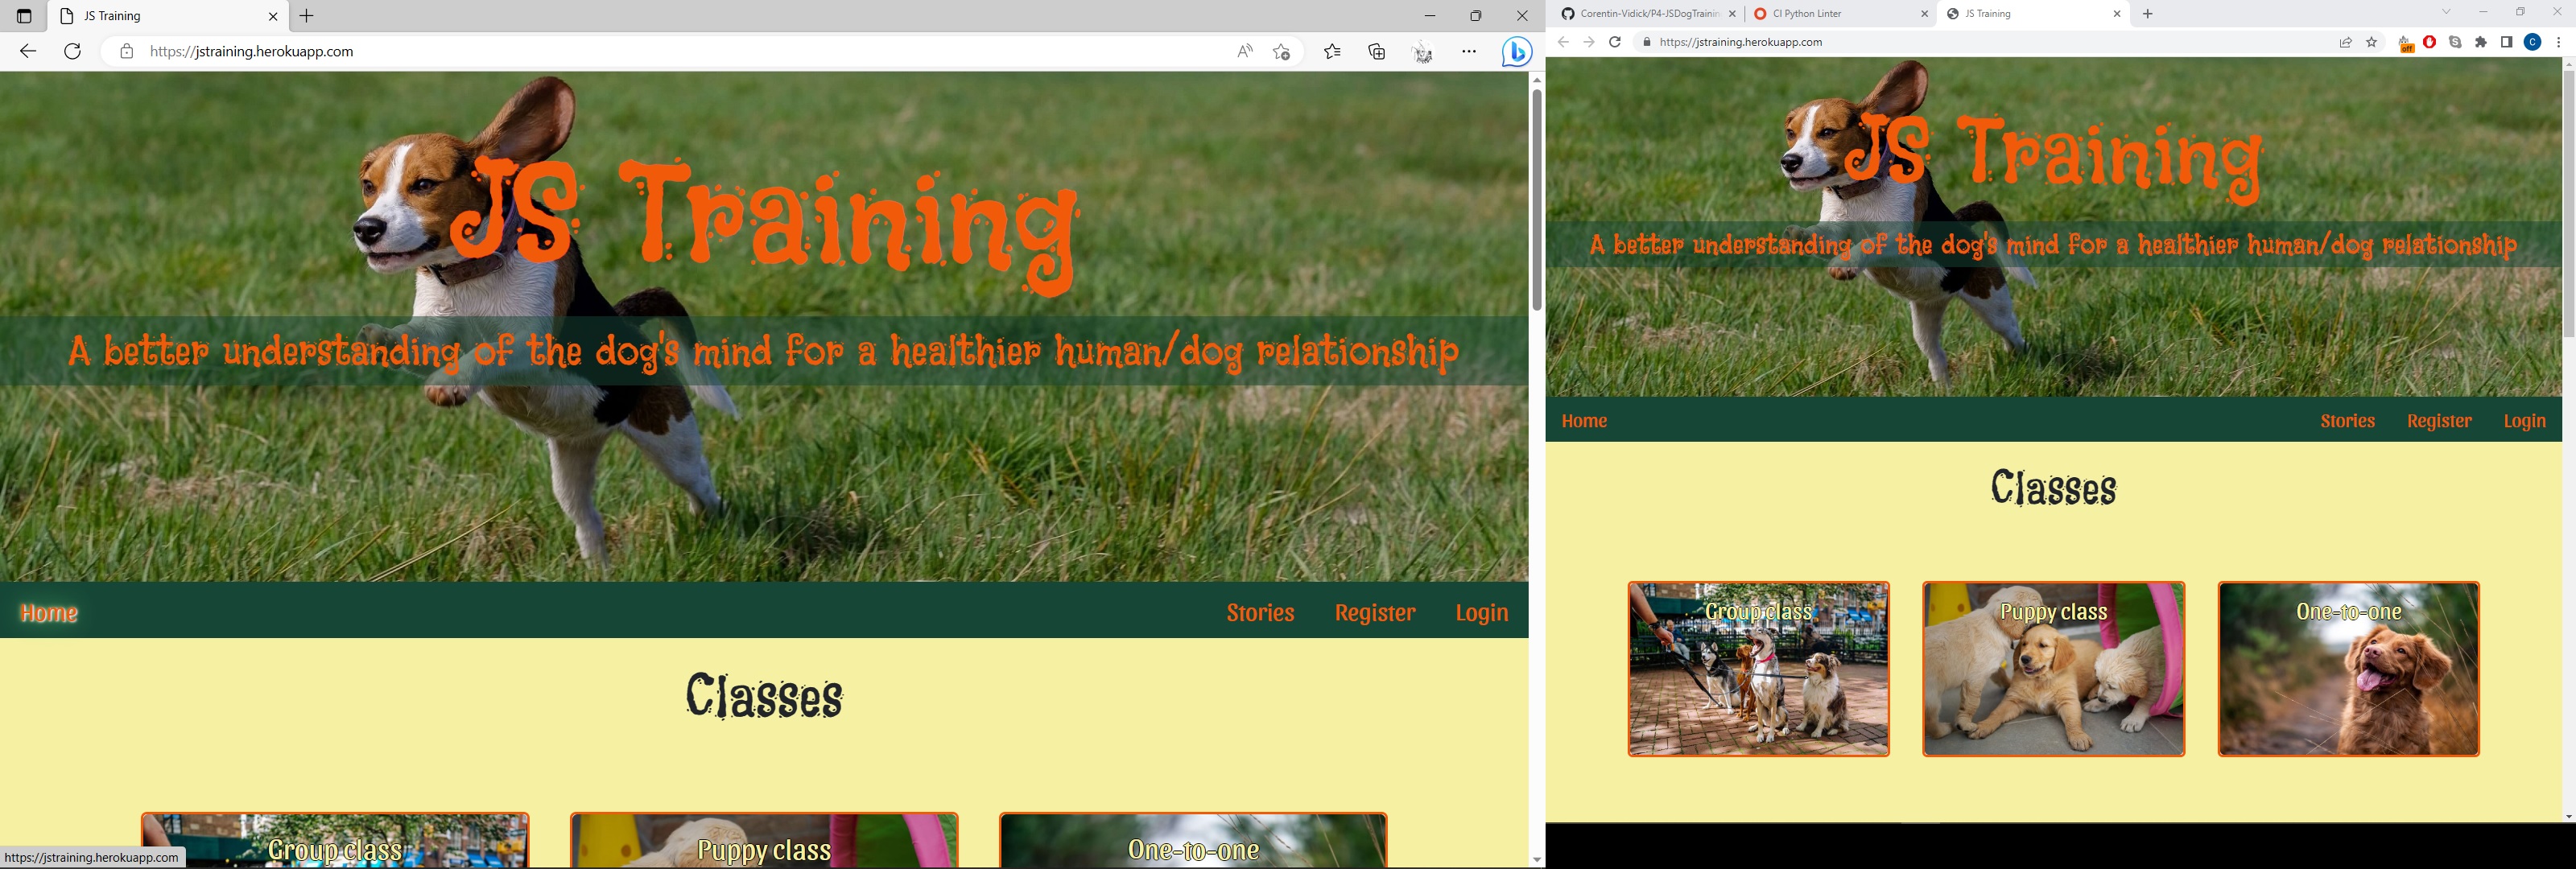 JS Training
https://jstraining.herokuapp.com
JS Training
A better understanding of the dog's mind for a healthier human/dog relationship
Home Stories Register Login
Classes
Group class Puppy class One-to-one
https://jstraining.herokuapp.com
Corentin-Vidick/P4-JSDogTrainin CI Python Linter JS Training
https://jstraining.herokuapp.com
off
C
JS Training
A better understanding of the dog's mind for a healthier human/dog relationship
Home Stories Register Login
Classes
Group class Puppy class One-to-one